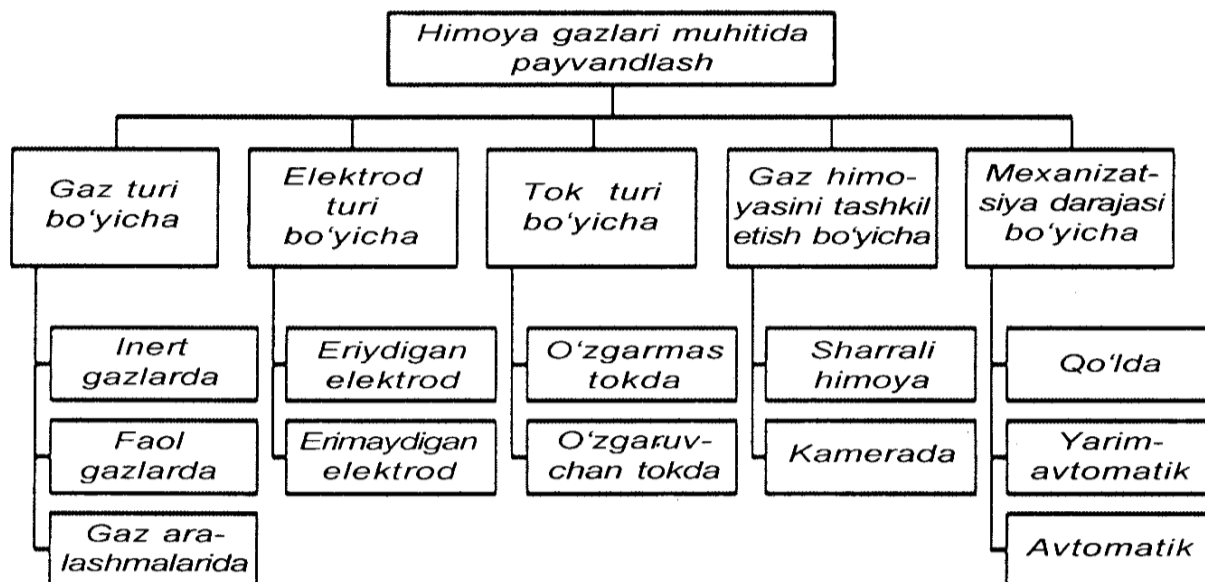 Himoya gazlari muhitida
payvandlash
Gaz turi
bo‘yicha
Elektrod
turi
bo‘yicha
Tok turi
bo‘yicha
Gaz himo-
yasini tashkil
etish bo‘yicha
Mexanizat-
siya darajasi
bo‘yicha
Inert
gazlarda
Faol
gazlarda
Gaz ara-
lashmalarida
Eriydigan
elektrod
Erimaydigan
elektrod
O‘zgarmas
tokda
O‘zgaruv-
chan tokda
Sharrali
himoya
Kamerada
Qo‘lda
Yarim-
avtomatik
Avtomatik